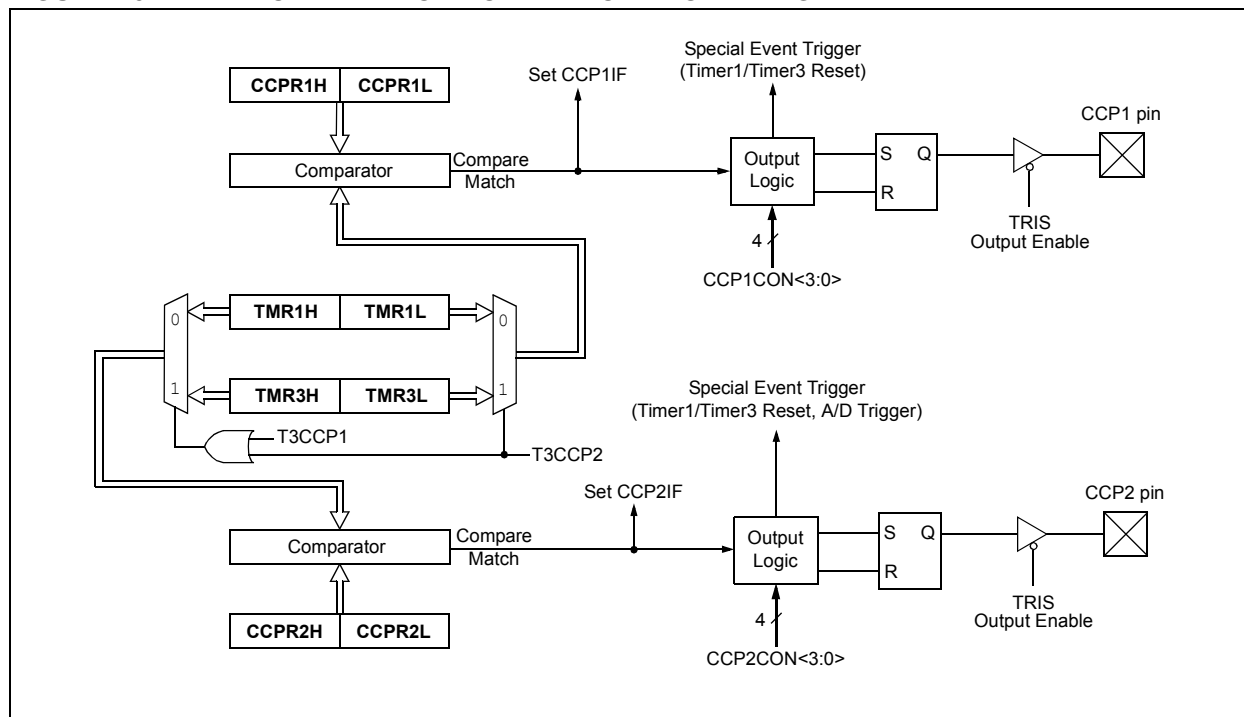 Special Event Trigger
(Timer1/Timer3 Reset)
Set CCP1IF
CCPR1H CCPR1L
CCP1 pin
Comparator
Compare
Match
Output
Logic
S Q
R
TRIS
Output Enable
4
CCP1CON<3:0>
0 TMR1H TMR1L 0
1 TMR3H TMR3L 1
T3CCP1
T3CCP2
Special Event Trigger
(Timer1/Timer3 Reset, A/D Trigger)
Set CCP2IF
CCP2 pin
Comparator
Compare
Match
Output
Logic
S Q
R
TRIS
Output Enable
4
CCPR2H CCPR2L
CCP2CON<3:0>